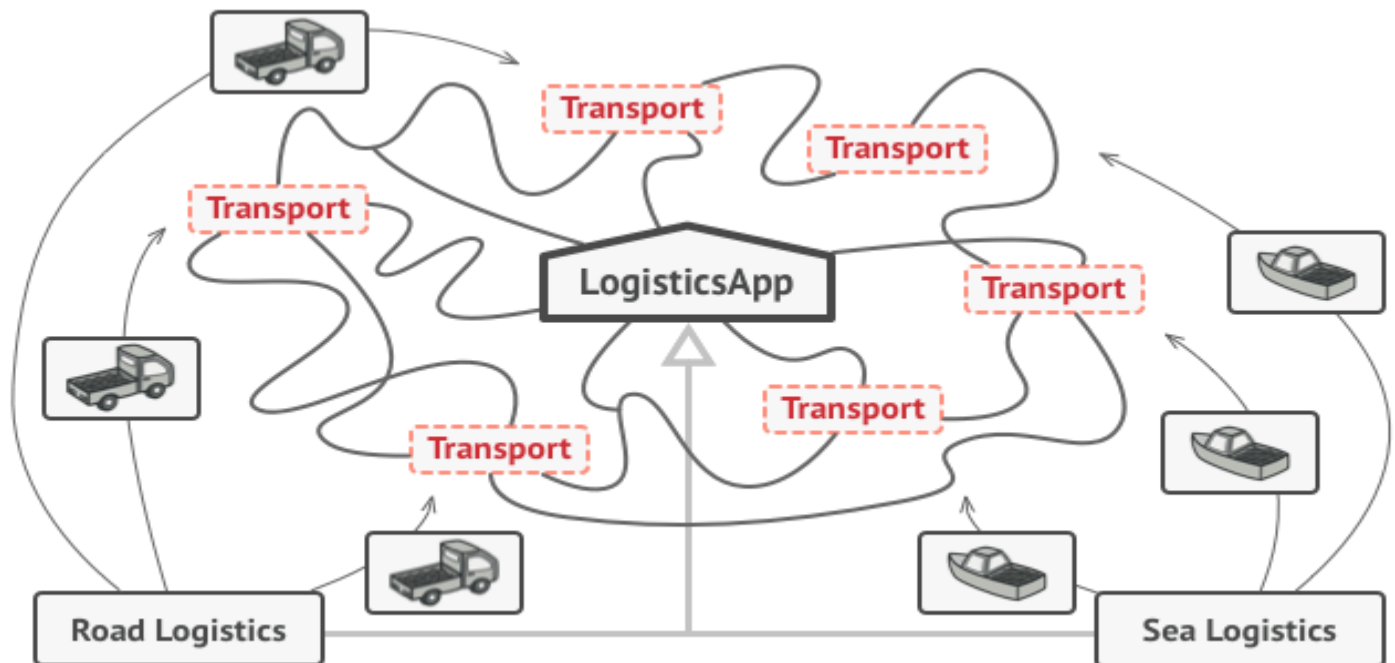 Transport
Transport
Transport
LogisticsApp
Transport
Transport
Transport
Road Logistics
Sea Logistics